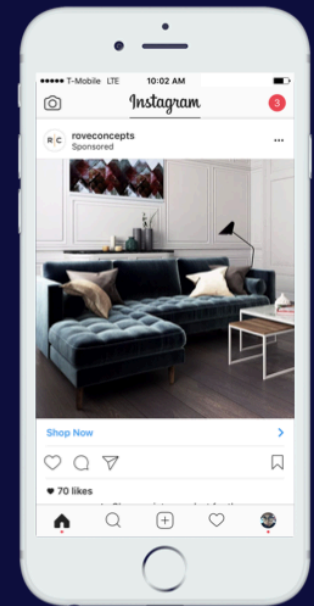 T-Mobile LTE 10:02 AM
Instagram 3
R C roveconcepts
Sponsored
Shop Now
70 likes